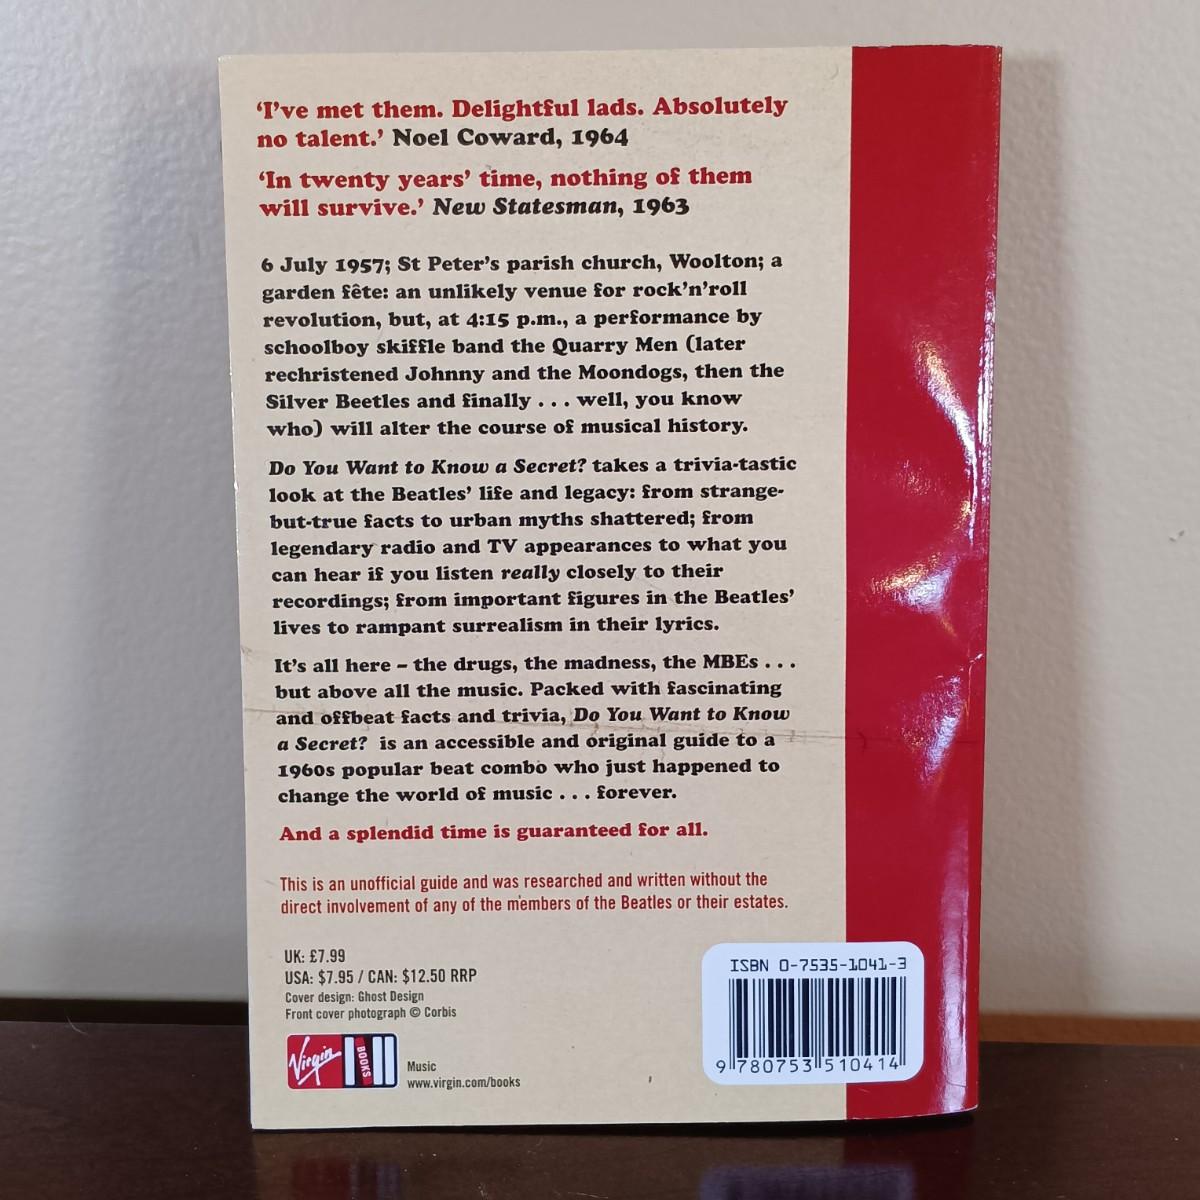 ‘I’ve met them. Delightful lads. Absolutely
no talent.’ Noel Coward, 1964
‘In twenty years’ time, nothing of them
will survive.’ New Statesman, 1963
6 July 1957; St Peter’s parish church, Woolton; a
garden fête: an unlikely venue for rock’n’roll
revolution, but, at 4:15 p.m., a performance by
schoolboy skiffle band the Quarry Men (later
rechristened Johnny and the Moondogs, then the
Silver Beetles and finally . . . well, you know
who) will alter the course of musical history.
Do You Want to Know a Secret? takes a trivia-tastic
look at the Beatles’ life and legacy: from strange-
but-true facts to urban myths shattered; from
legendary radio and TV appearances to what you
can hear if you listen really closely to their
recordings; from important figures in the Beatles’
lives to rampant surrealism in their lyrics.
It’s all here – the drugs, the madness, the MBEs . . .
but above all the music. Packed with fascinating
and offbeat facts and trivia, Do You Want to Know
a Secret? is an accessible and original guide to a
1960s popular beat combo who just happened to
change the world of music . . . forever.
And a splendid time is guaranteed for all.
This is an unofficial guide and was researched and written without the
direct involvement of any of the members of the Beatles or their estates.
UK: £7.99
USA: $7.95 / CAN: $12.50 RRP
Cover design: Ghost Design
Front cover photograph © Corbis
Virgin BOOKS
Music
www.virgin.com/books
ISBN 0-7535-1041-3
9 780753 510414